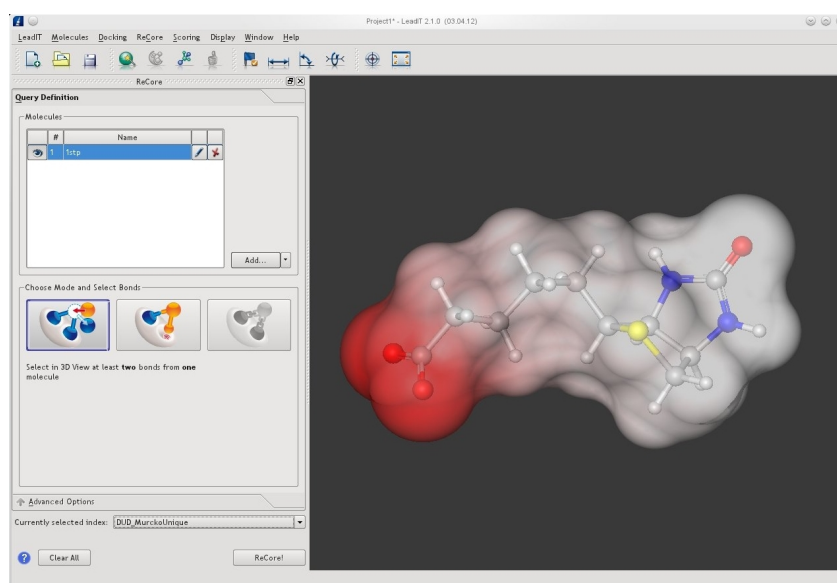 Project1* - LeadIT 2.1.0 (03.04.12)
LeadIT Molecules Docking ReCore Scoring Display Window Help
ReCore
Query Definition
Molecules
# Name
1 1stp
Add...
Choose Mode and Select Bonds
Select in 3D View at least two bonds from one
molecule
Advanced Options
Currently selected index: DUD_MurckoUnique
? Clear All ReCore!